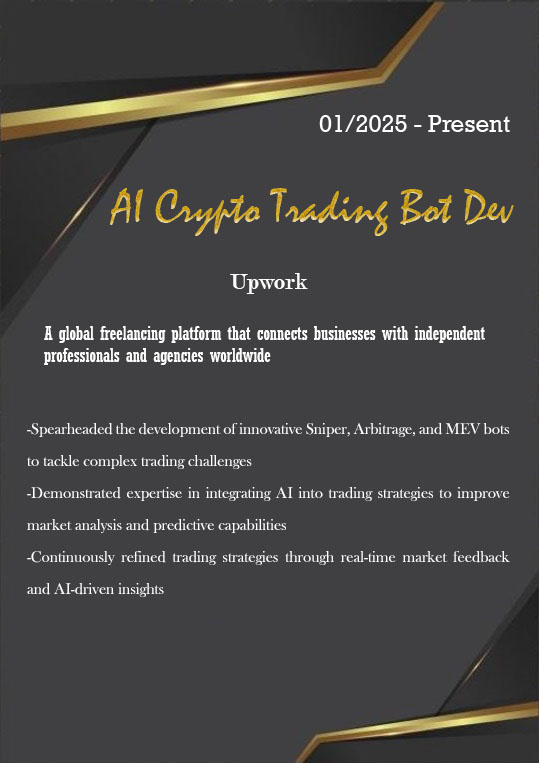 01/2025 - Present
AI Crypto Trading Bot Dev
Upwork
A global freelancing platform that connects businesses with independent
professionals and agencies worldwide
-Spearheaded the development of innovative Sniper, Arbitrage, and MEV bots
to tackle complex trading challenges
-Demonstrated expertise in integrating AI into trading strategies to improve
market analysis and predictive capabilities
-Continuously refined trading strategies through real-time market feedback
and AI-driven insights